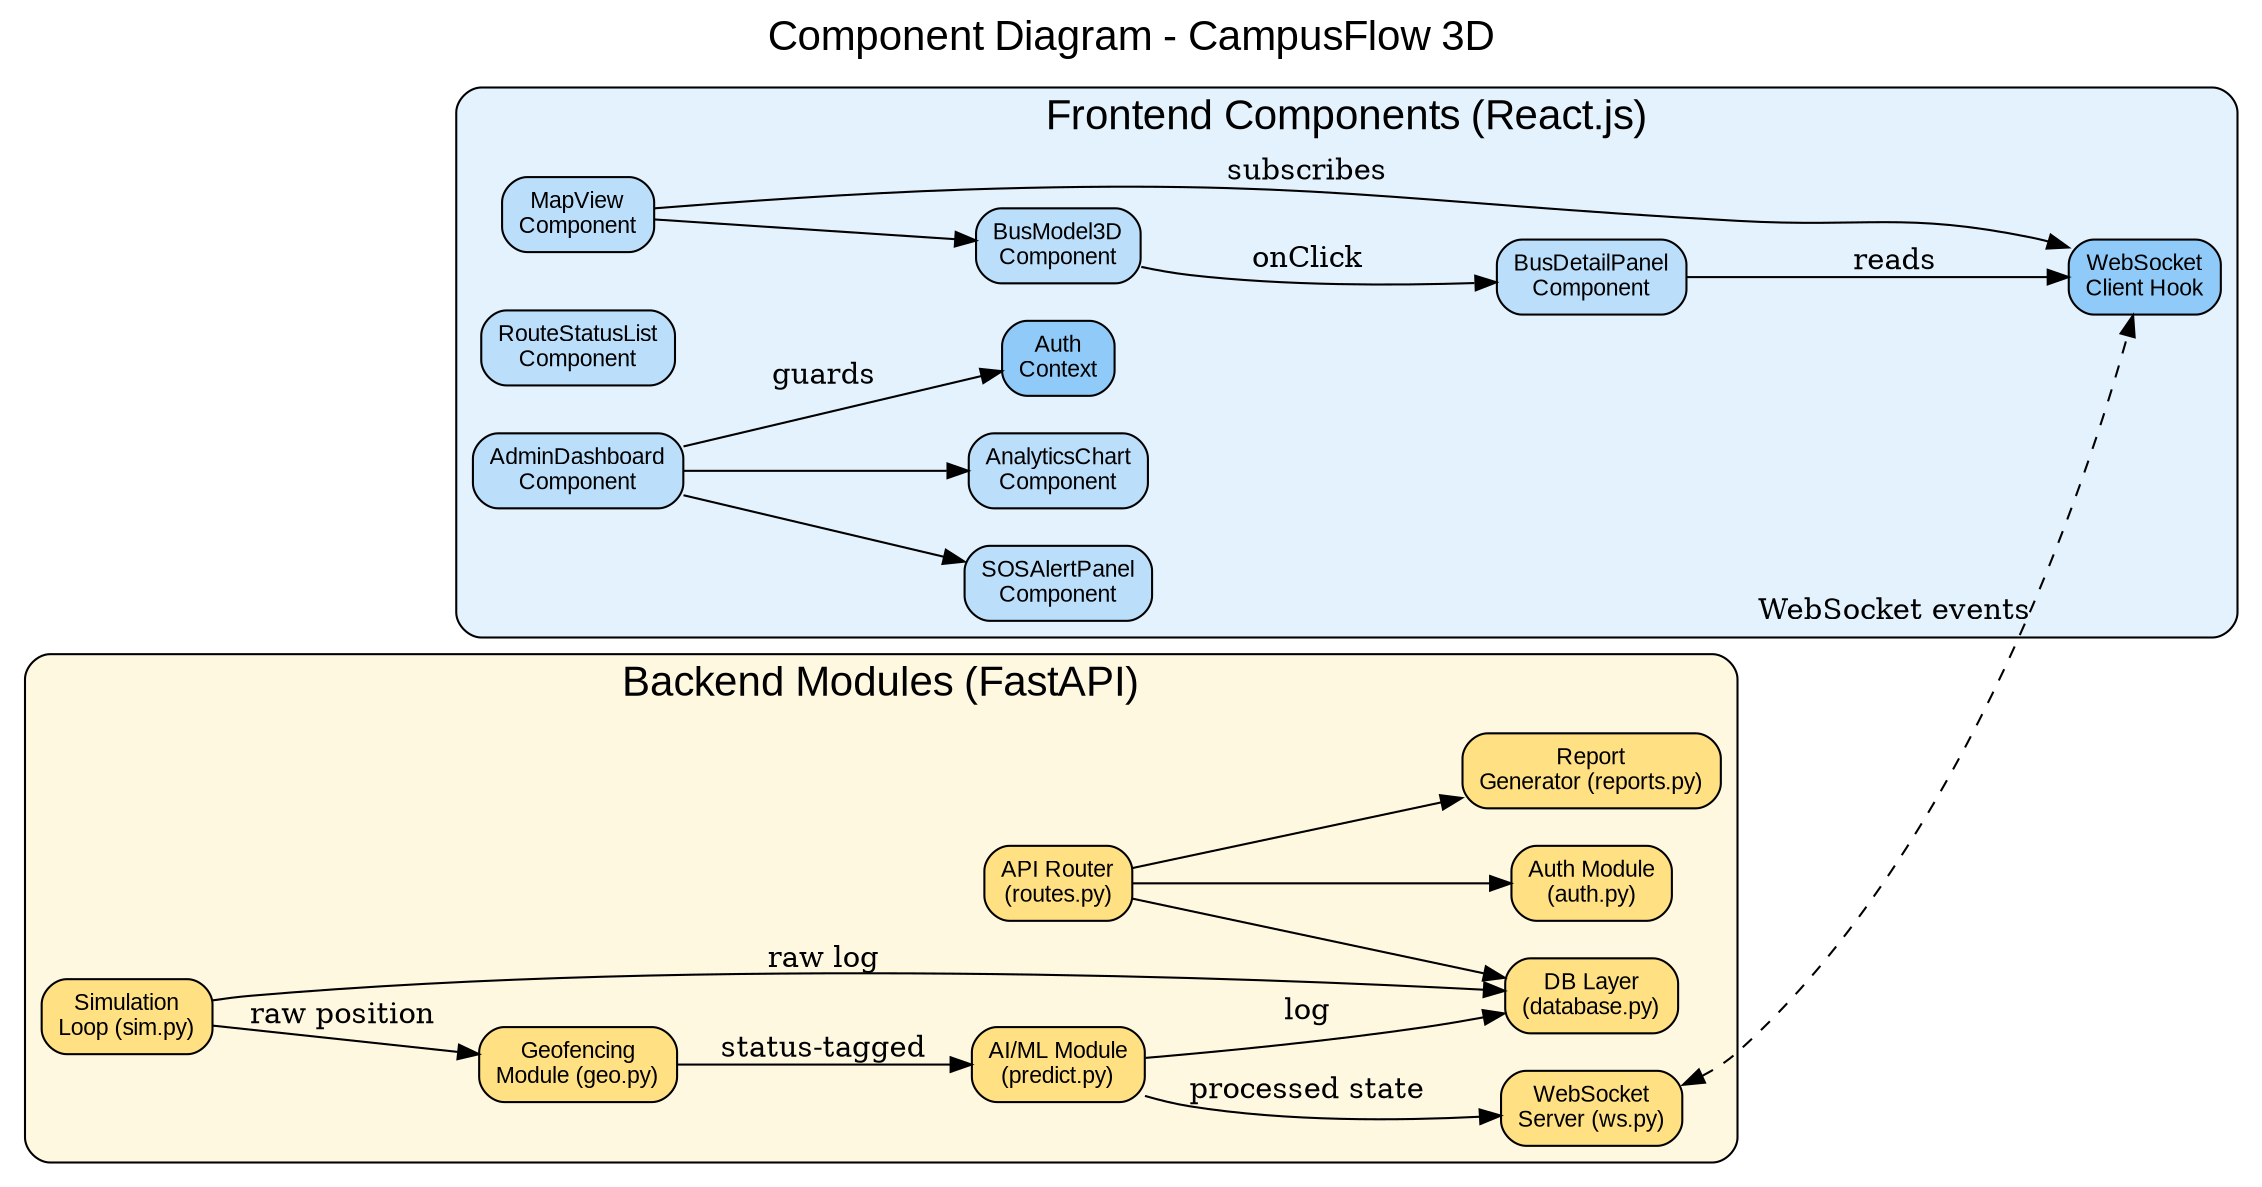 Component Diagram - CampusFlow 3D
Frontend Components (React.js)
subscribes
MapView
Component
BusModel3D
Component
onClick
BusDetailPanel
Component
reads
WebSocket
Client Hook
RouteStatusList
Component
Auth
Context
guards
AdminDashboard
Component
AnalyticsChart
Component
SOSAlertPanel
Component
WebSocket events
Backend Modules (FastAPI)
Report
Generator (reports.py)
API Router
(routes.py)
Auth Module
(auth.py)
raw log
DB Layer
(database.py)
Simulation
Loop (sim.py)
raw position
log
Geofencing
Module (geo.py)
status-tagged
AI/ML Module
(predict.py)
processed state
WebSocket
Server (ws.py)